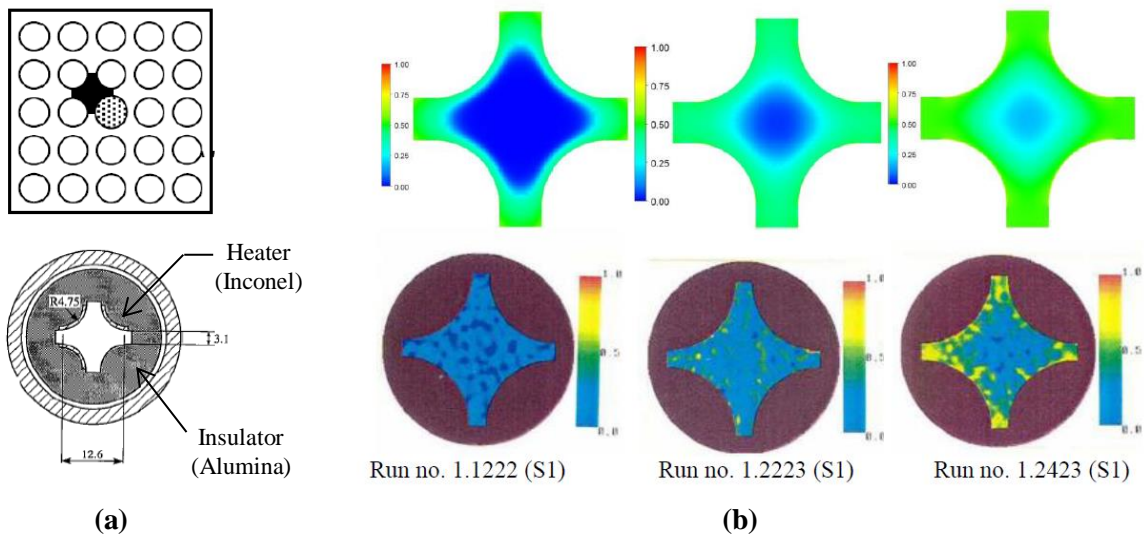 Heater
(Inconel)
R4.75
3.1
12.6
Insulator
(Alumina)
(a)
1.00
0.75
0.50
0.25
0.00
1.00
0.75
0.50
0.25
0.00
1.00
0.75
0.50
0.25
0.00
1.0
0.5
0.0
1.0
0.5
0.0
1.0
0.5
0.0
Run no. 1.1222 (S1)
Run no. 1.2223 (S1)
Run no. 1.2423 (S1)
(b)